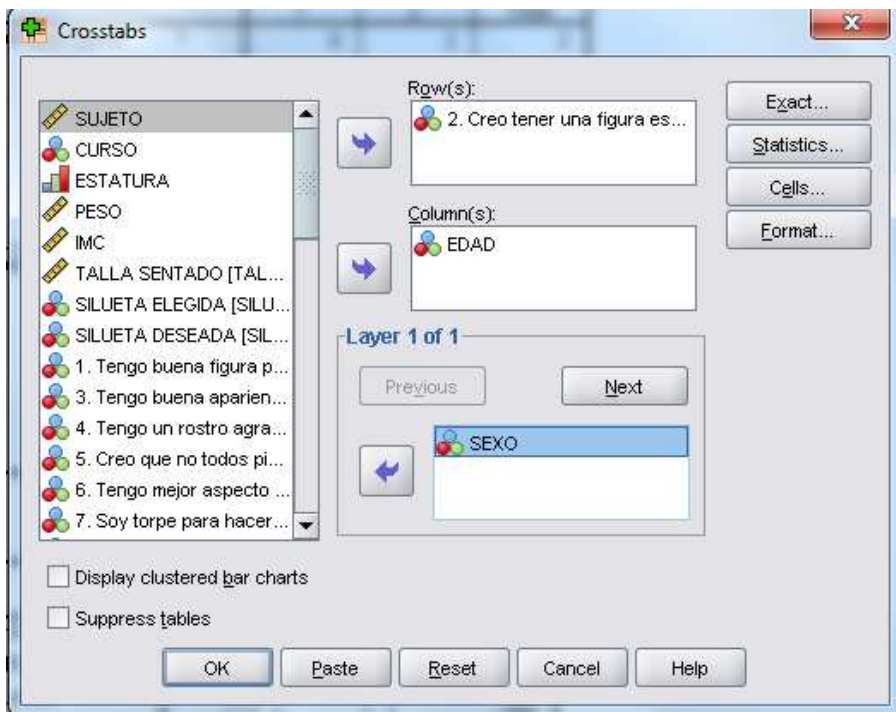 Crosstabs
SUJETO
CURSO
ESTATURA
PESO
IMC
TALLA SENTADO [TAL...
SILUETA ELEGIDA [SILU...
SILUETA DESEADA [SIL...
1. Tengo buena figura p...
3. Tengo buena aparien...
4. Tengo un rostro agra...
5. Creo que no todos pi...
6. Tengo mejor aspecto ...
7. Soy torpe para hacer...
Row(s):
2. Creo tener una figura es...
Column(s):
EDAD
Layer 1 of 1
Previous
Next
SEXO
Exact...
Statistics...
Cells...
Format...
Display clustered bar charts
Suppress tables
OK
Paste
Reset
Cancel
Help